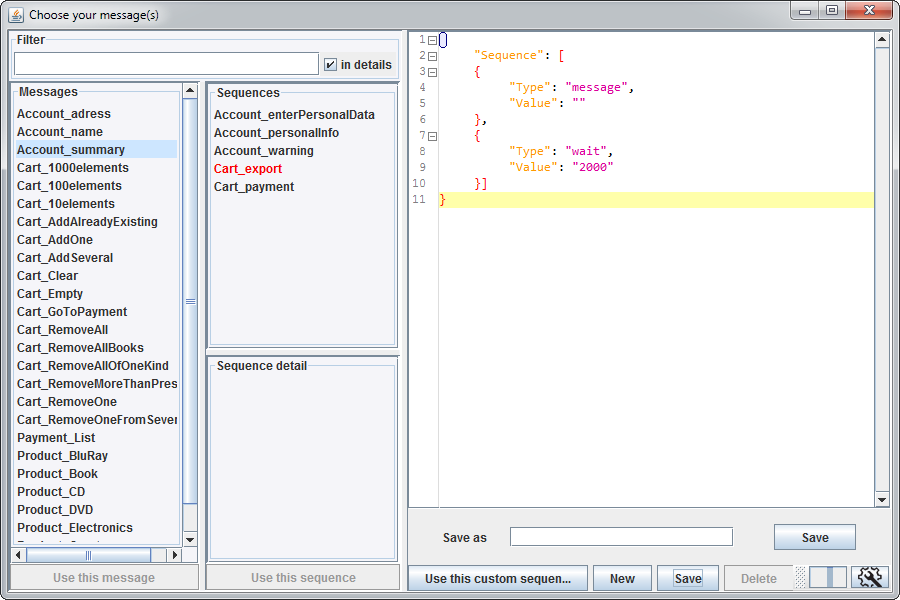 Choose your message(s)
Filter
in details
Messages
Account_adress
Account_name
Account_summary
Cart_1000elements
Cart_100elements
Cart_10elements
Cart_AddAlreadyExisting
Cart_AddOne
Cart_AddSeveral
Cart_Clear
Cart_Empty
Cart_GoToPayment
Cart_RemoveAll
Cart_RemoveAllBooks
Cart_RemoveAllOfOneKind
Cart_RemoveMoreThanPres
Cart_RemoveOne
Cart_RemoveOneFromSever
Payment_List
Product_BluRay
Product_Book
Product_CD
Product_DVD
Product_Electronics
Use this message
Sequences
Account_enterPersonalData
Account_personalInfo
Account_warning
Cart_export
Cart_payment
Sequence detail
Use this sequence
1 {
2 "Sequence": [
3 {
4 "Type": "message",
5 "Value": ""
6 },
7 {
8 "Type": "wait",
9 "Value": "2000"
10 }]
11 }
Save as
Save
Use this custom sequen...
New
Save
Delete